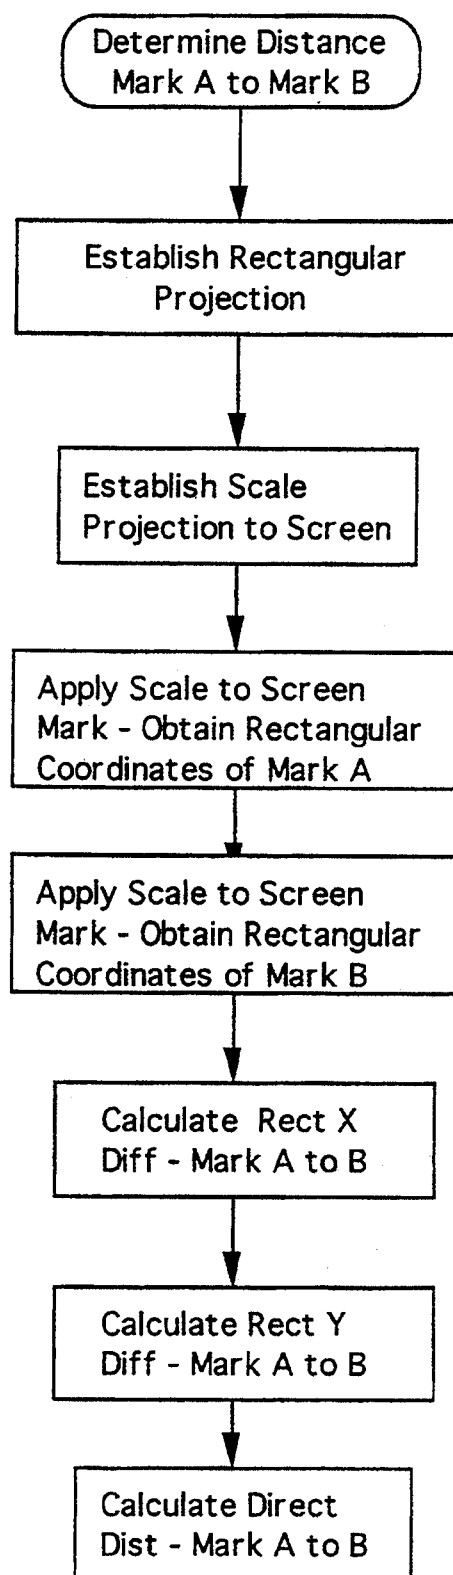 Determine Distance
Mark A to Mark B
Establish Rectangular
Projection
Establish Scale
Projection to Screen
Apply Scale to Screen
Mark - Obtain Rectangular
Coordinates of Mark A
Apply Scale to Screen
Mark - Obtain Rectangular
Coordinates of Mark B
Calculate Rect X
Diff - Mark A to B
Calculate Rect Y
Diff - Mark A to B
Calculate Direct
Dist - Mark A to B